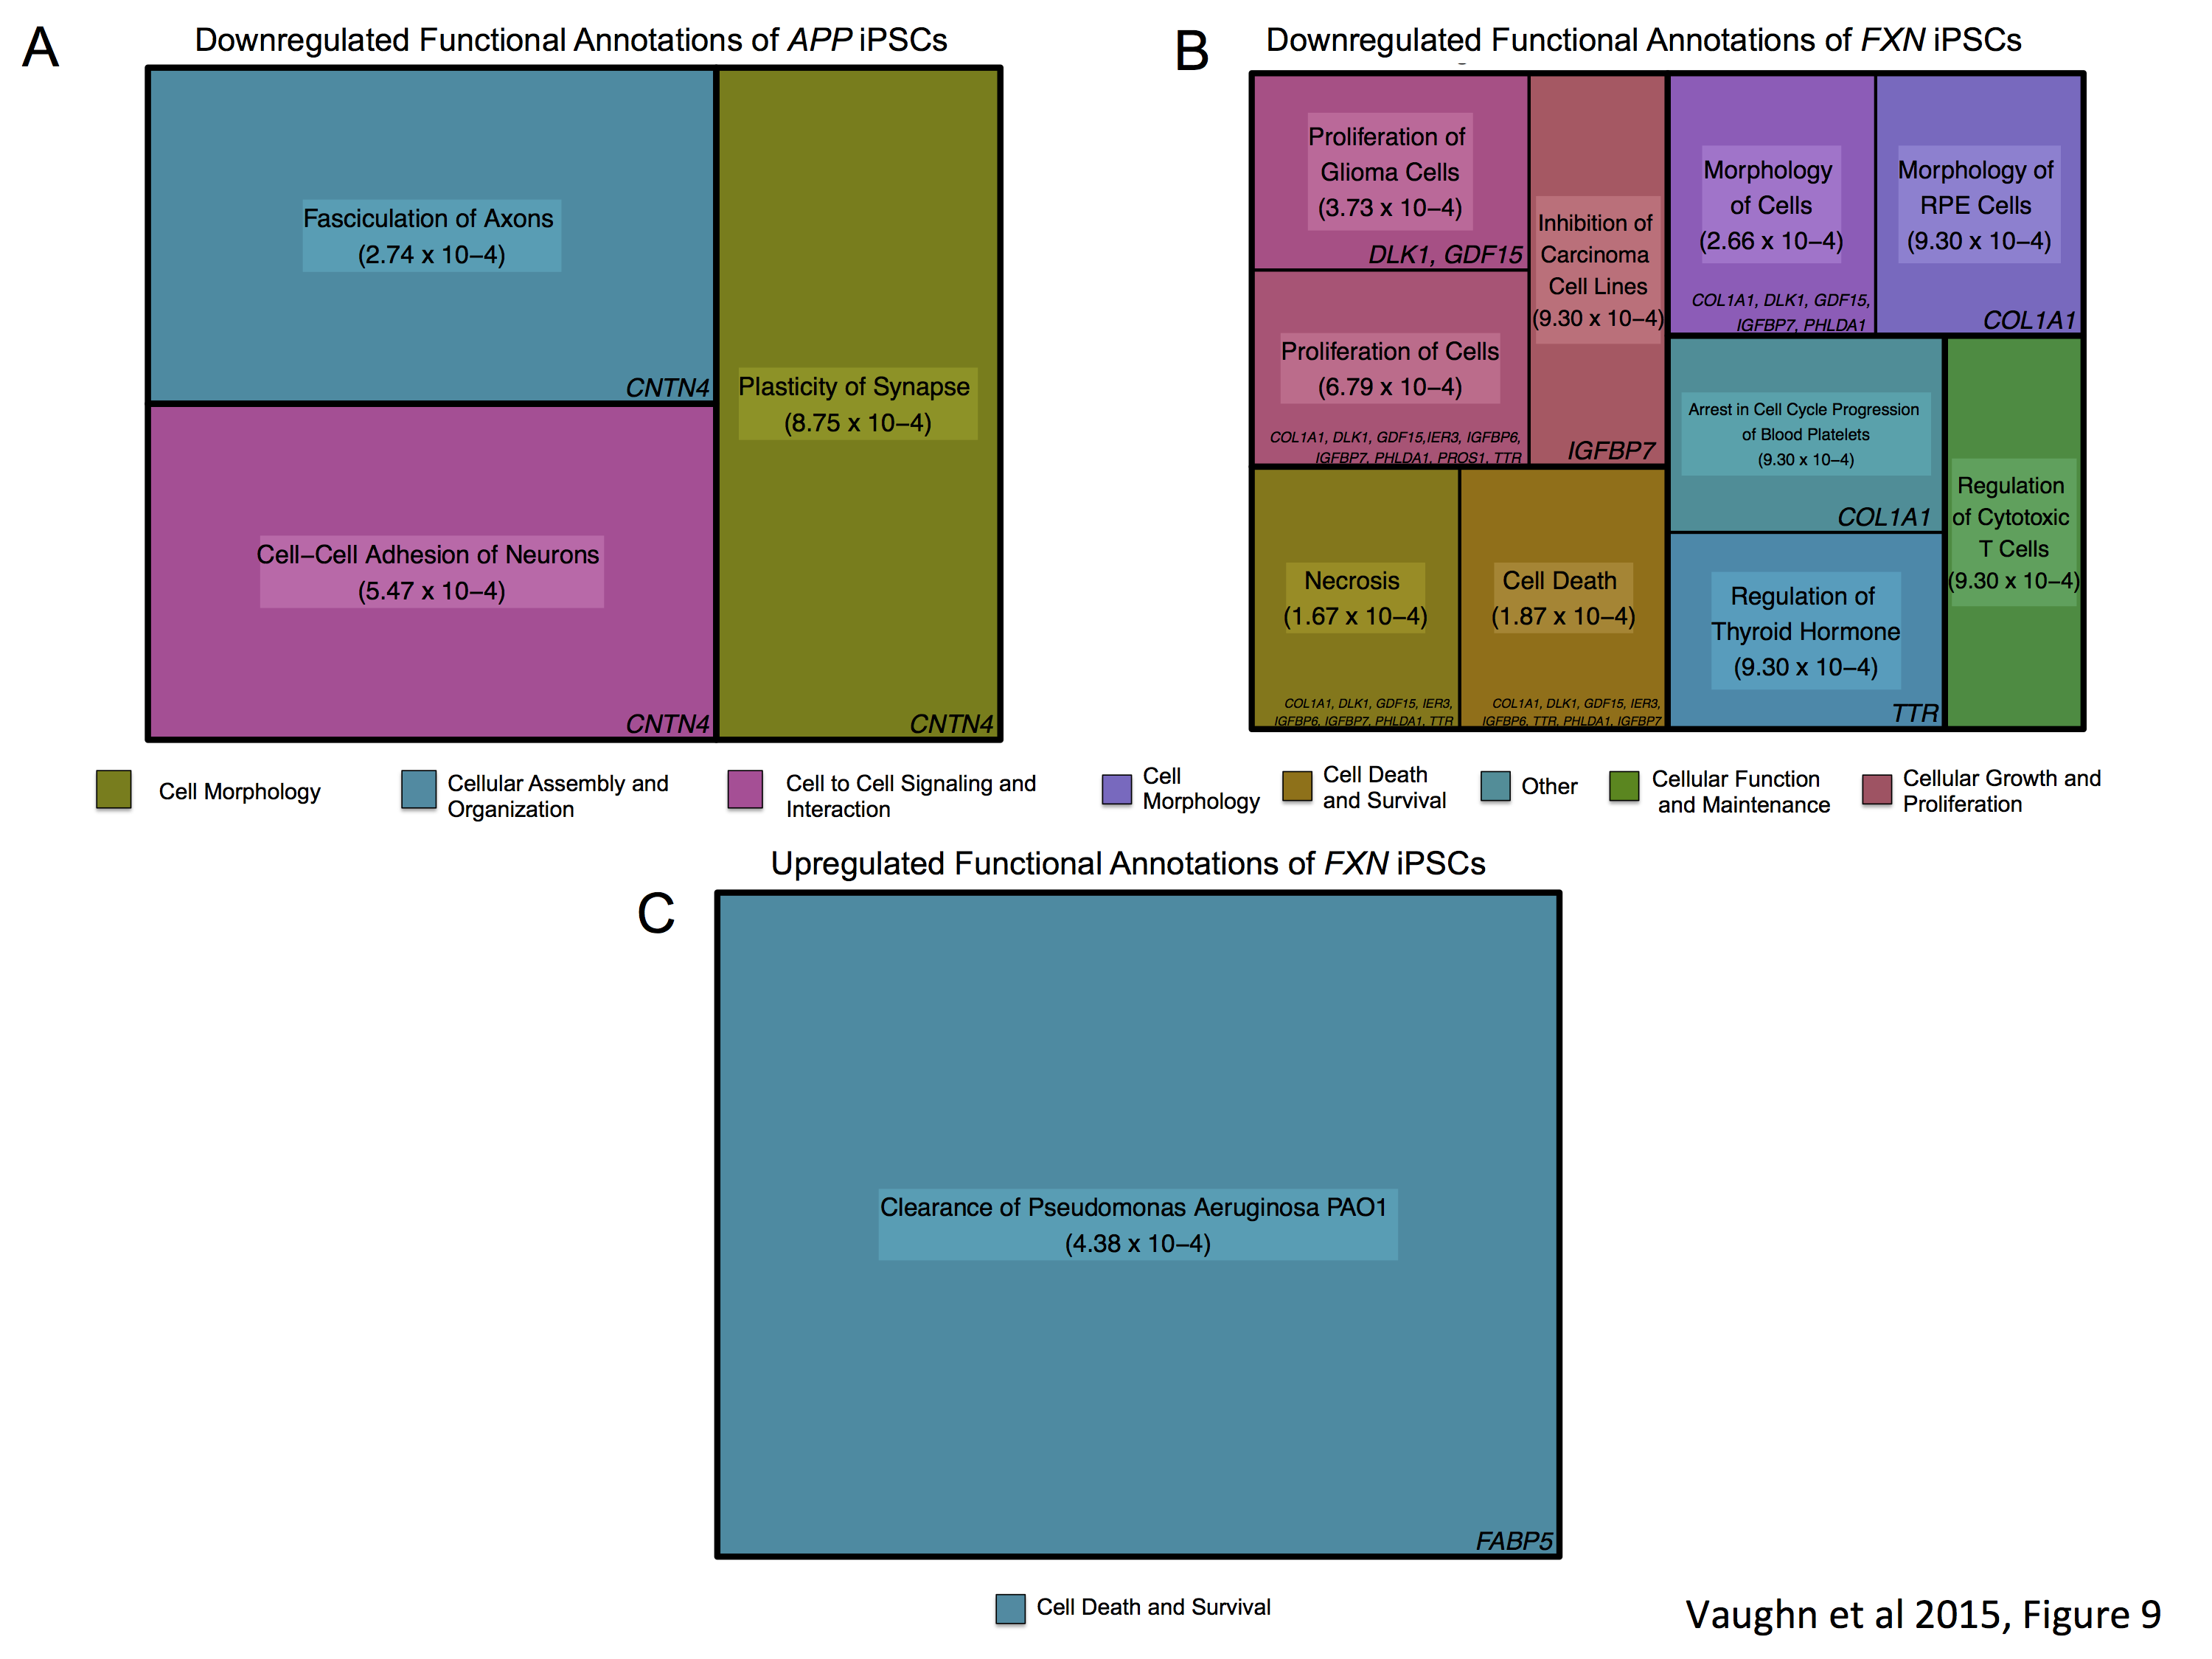 A
Downregulated Functional Annotations of APP iPSCs
Fasciculation of Axons
(2.74 x 10−4)
CNTN4
Cell−Cell Adhesion of Neurons
(5.47 x 10−4)
CNTN4
Plasticity of Synapse
(8.75 x 10−4)
CNTN4
Cell Morphology
Cellular Assembly and
Organization
Cell to Cell Signaling and
Interaction
B
Downregulated Functional Annotations of FXN iPSCs
Proliferation of
Glioma Cells
(3.73 x 10−4)
DLK1, GDF15
Proliferation of Cells
(6.79 x 10−4)
COL1A1, DLK1, GDF15,IER3, IGFBP6,
IGFBP7, PHLDA1, PROS1, TTR
Inhibition of
Carcinoma
Cell Lines
(9.30 x 10−4)
IGFBP7
Morphology
of Cells
(2.66 x 10−4)
COL1A1, DLK1, GDF15,
IGFBP7, PHLDA1
Morphology of
RPE Cells
(9.30 x 10−4)
COL1A1
Necrosis
(1.67 x 10−4)
COL1A1, DLK1, GDF15, IER3,
IGFBP6, IGFBP7, PHLDA1, TTR
Cell Death
(1.87 x 10−4)
COL1A1, DLK1, GDF15, IER3,
IGFBP6, TTR, PHLDA1, IGFBP7
Arrest in Cell Cycle Progression
of Blood Platelets
(9.30 x 10−4)
COL1A1
Regulation of
Thyroid Hormone
(9.30 x 10−4)
TTR
Regulation
of Cytotoxic
T Cells
(9.30 x 10−4)
Cell
Morphology
Cell Death
and Survival
Other
Cellular Function
and Maintenance
Cellular Growth and
Proliferation
C
Upregulated Functional Annotations of FXN iPSCs
Clearance of Pseudomonas Aeruginosa PAO1
(4.38 x 10−4)
FABP5
Cell Death and Survival
Vaughn et al 2015, Figure 9